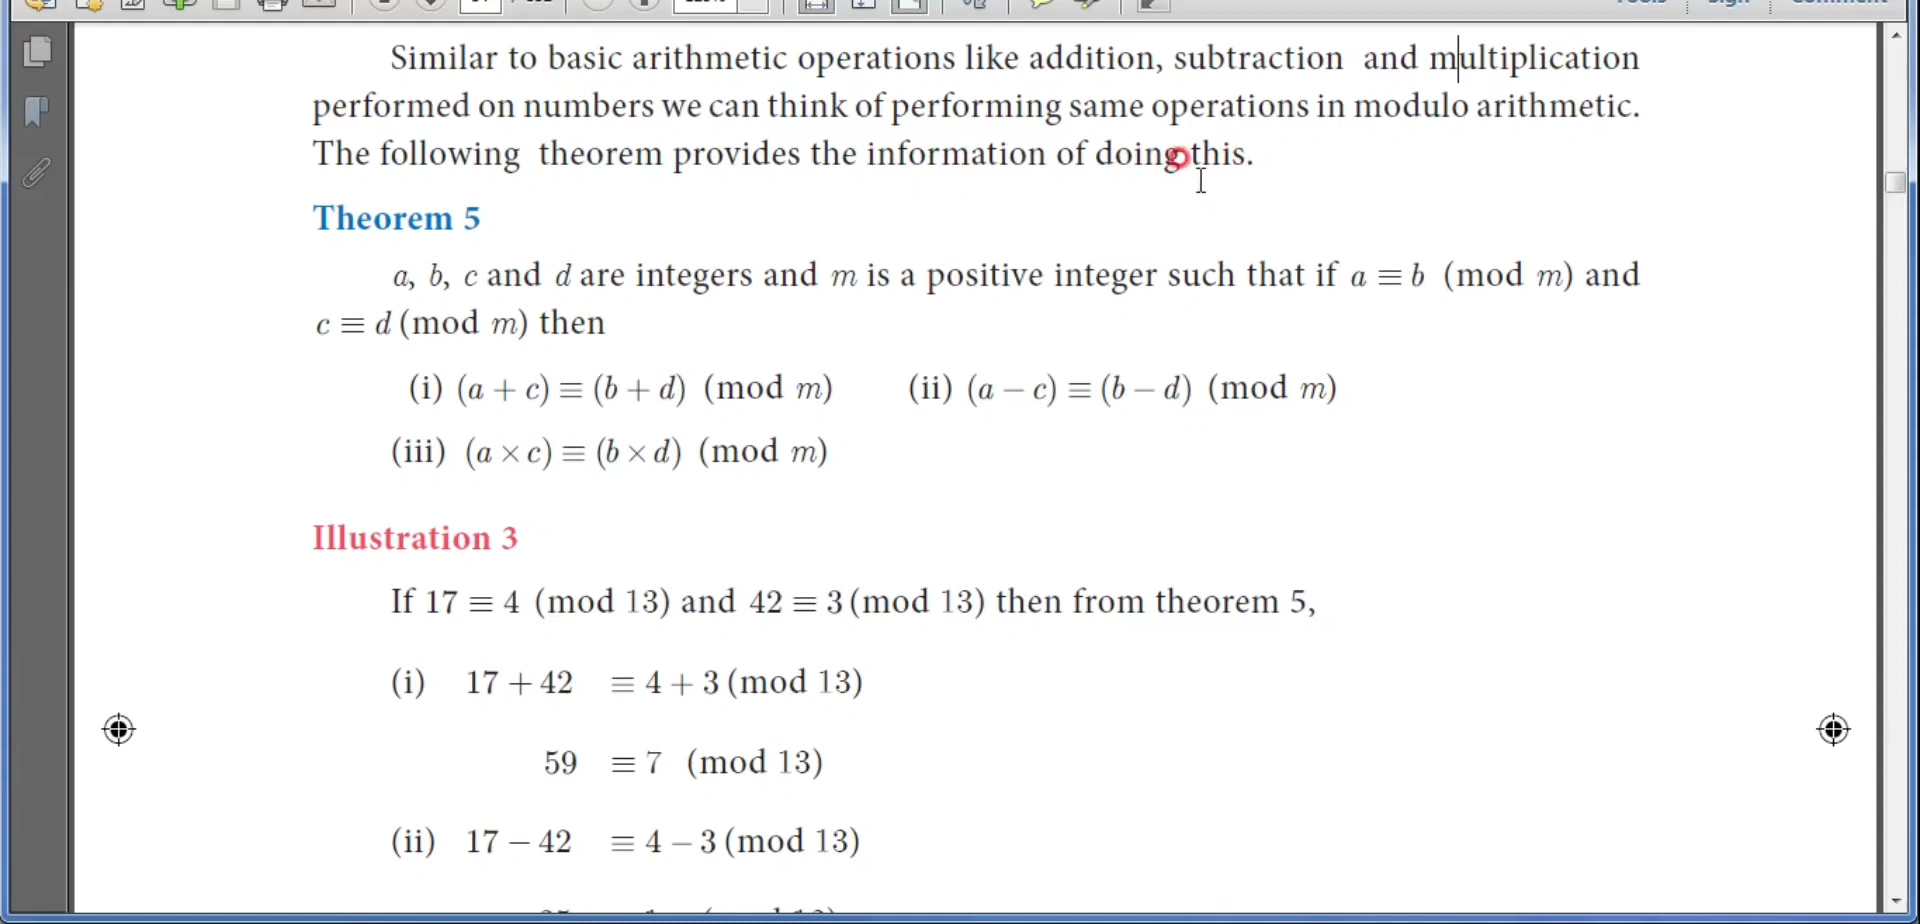 Similar to basic arithmetic operations like addition, subtraction and multiplication
performed on numbers we can think of performing same operations in modulo arithmetic.
The following theorem provides the information of doing this.
Theorem 5
a, b, c and d are integers and m is a positive integer such that if a ≡ b (mod m) and
c ≡ d (mod m) then
(i) (a + c) ≡ (b + d) (mod m) (ii) (a − c) ≡ (b − d) (mod m)
(iii) (a × c) ≡ (b × d) (mod m)
Illustration 3
If 17 ≡ 4 (mod 13) and 42 ≡ 3 (mod 13) then from theorem 5,
(i) 17 + 42 ≡ 4 + 3 (mod 13)
59 ≡ 7 (mod 13)
(ii) 17 − 42 ≡ 4 − 3 (mod 13)